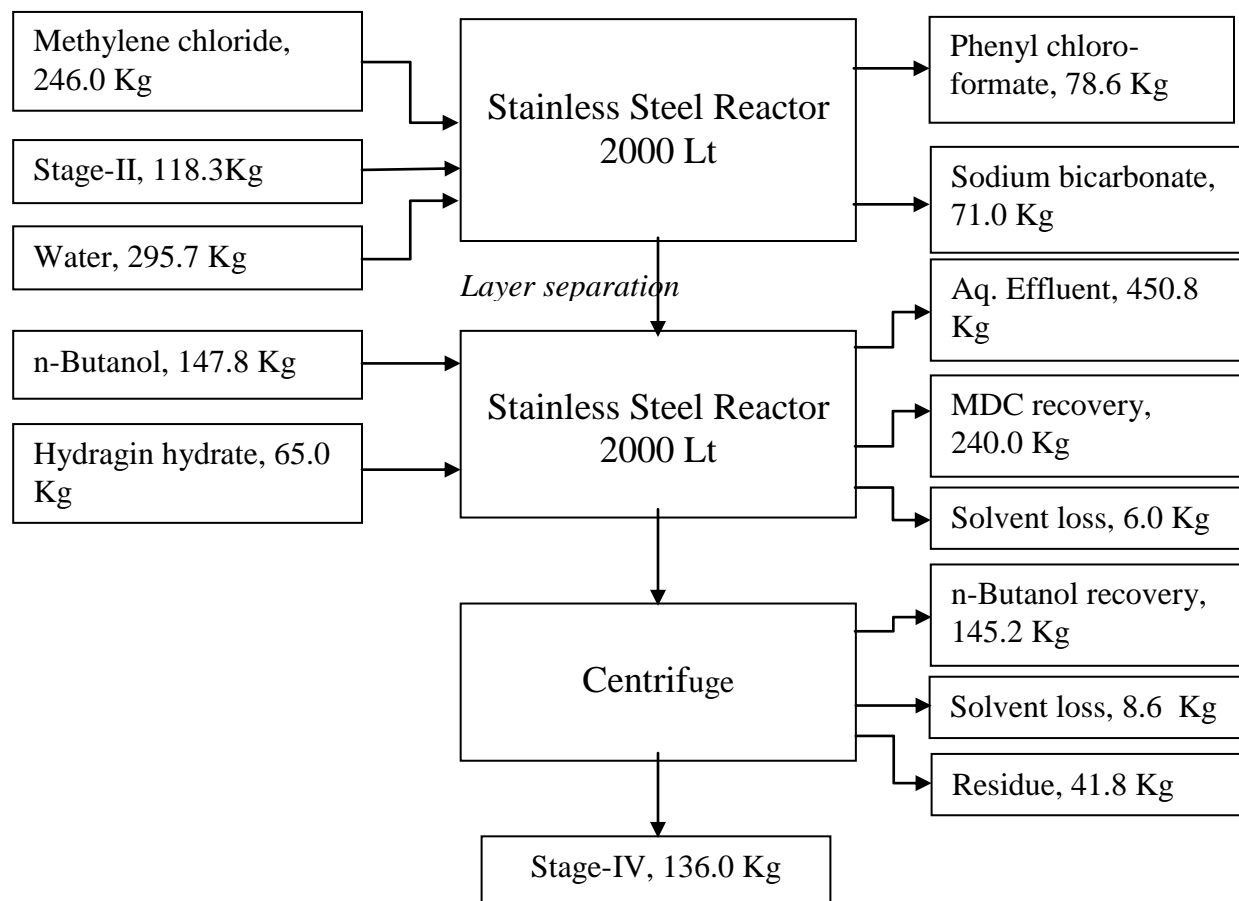 Methylene chloride,
246.0 Kg
Stage-II, 118.3Kg
Water, 295.7 Kg
Stainless Steel Reactor
2000 Lt
Phenyl chloro-
formate, 78.6 Kg
Sodium bicarbonate,
71.0 Kg
Layer separation
n-Butanol, 147.8 Kg
Hydragin hydrate, 65.0
Kg
Stainless Steel Reactor
2000 Lt
Aq. Effluent, 450.8
Kg
MDC recovery,
240.0 Kg
Solvent loss, 6.0 Kg
Centrifuge
n-Butanol recovery,
145.2 Kg
Solvent loss, 8.6  Kg
Residue, 41.8 Kg
Stage-IV, 136.0 Kg